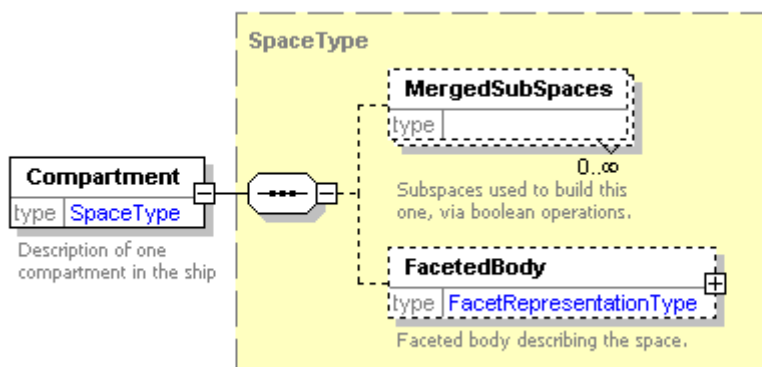 SpaceType
MergedSubSpaces
type
0..∞
Subspaces used to build this
one, via boolean operations.
Compartment
type SpaceType
Description of one
compartment in the ship
FacetedBody
type FacetRepresentationType
Faceted body describing the space.